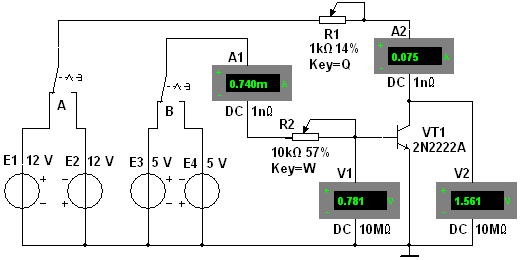 R1
1kΩ 14%
Key=Q
A2
0.075
DC 1nΩ
A1
0.740m
DC 1nΩ
A
B
R2
10kΩ 57%
Key=W
VT1
2N2222A
E1 12 V
E2 12 V
E3 5 V
E4 5 V
V1
0.781
DC 10MΩ
V2
1.561
DC 10MΩ